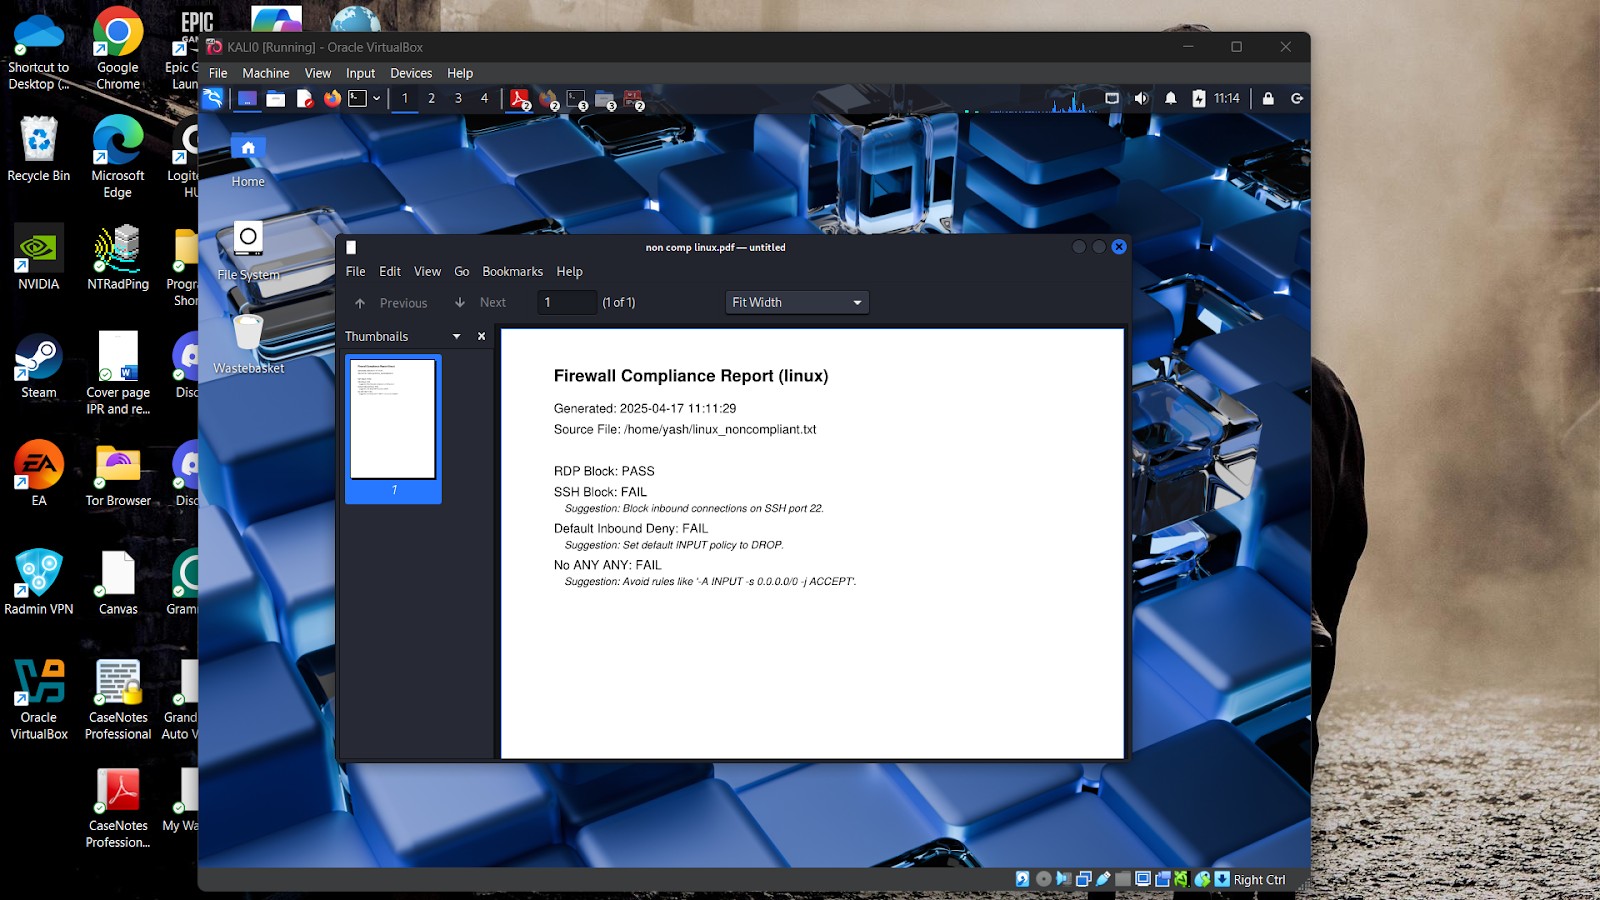 Shortcut to
Desktop (...
Google
Chrome
EPIC
GAM
Epic G
Laun
Recycle Bin
Microsoft
Edge
Logite
HU
NVIDIA
NTRadPing
Progr
Shor
Steam
W
Cover page
IPR and re...
Disc
EA
EA
Tor Browser
Disc
Radmin VPN
Canvas
Gram
Oracle
VirtualBox
CaseNotes
Professional
Grand
Auto V
CaseNotes
Profession...
My Wa
KALI0 [Running] - Oracle VirtualBox
File Machine View Input Devices Help
1 2 3 4 2 2 3 3 2 11:14
Home
File System
Wastebasket
non comp linux.pdf — untitled
File Edit View Go Bookmarks Help
Previous Next 1 (1 of 1) Fit Width
Thumbnails
1
Firewall Compliance Report (linux)
Generated: 2025-04-17 11:11:29
Source File: /home/yash/linux_noncompliant.txt
RDP Block: PASS
SSH Block: FAIL
Suggestion: Block inbound connections on SSH port 22.
Default Inbound Deny: FAIL
Suggestion: Set default INPUT policy to DROP.
No ANY ANY: FAIL
Suggestion: Avoid rules like '-A INPUT -s 0.0.0.0/0 -j ACCEPT'.
Right Ctrl